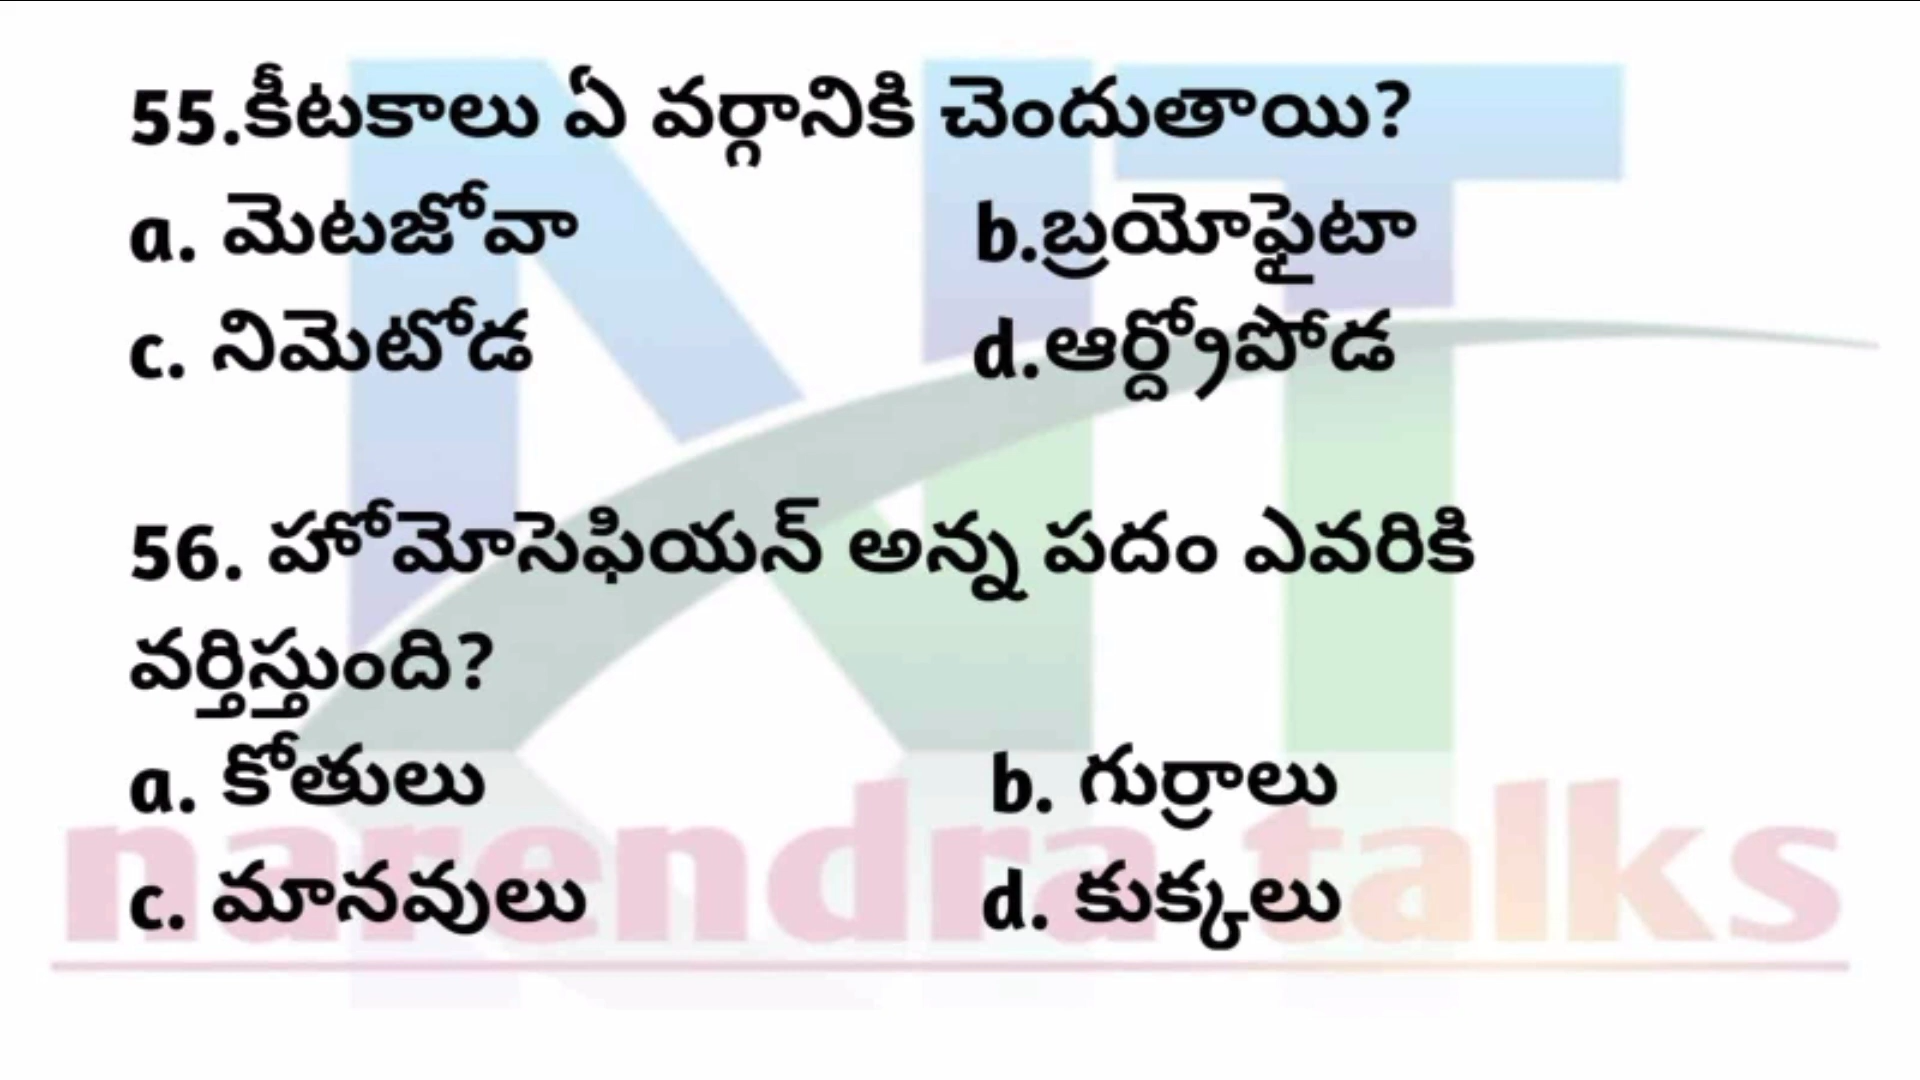 55.కీటకాలు ఏ వర్గానికి చెందుతాయి?
a. మెటజోవా b.బ్రయోఫైటా
c. నిమెటోడ d.ఆర్ద్రోపోడ
56. హోమోసెఫియన్ అన్న పదం ఎవరికి
వర్తిస్తుంది?
a. కోతులు b. గుర్రాలు
c. మానవులు d. కుక్కలు
narendra talks